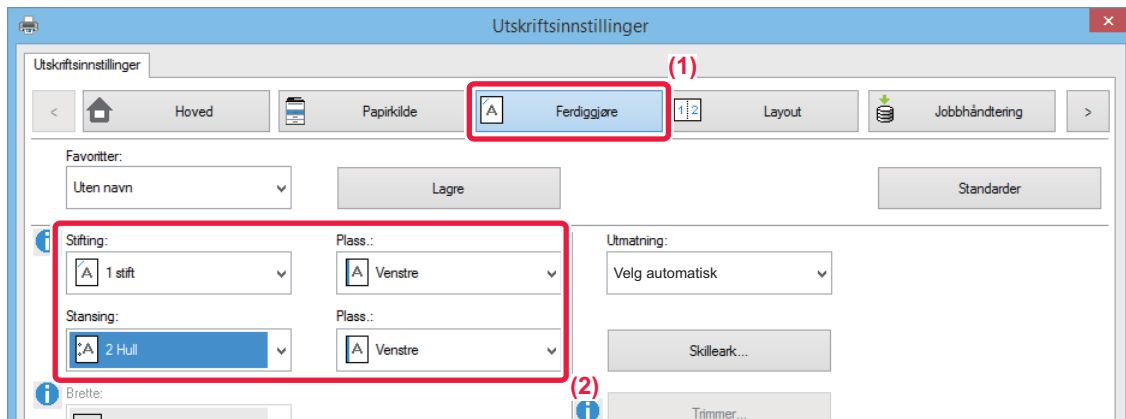 Utskriftsinnstillinger
Utskriftsinnstillinger
(1)
< Hoved Papirkilde Ferdiggjøre Layout Jobbhåndtering >
Favoritter:
Uten navn Lagre Standarder
Stifting: Plass.: Utmatning:
1 stift Venstre Velg automatisk
Stansing: Plass.:
2 Hull Venstre Skilleark...
(2)
Brette:
Trimmer...